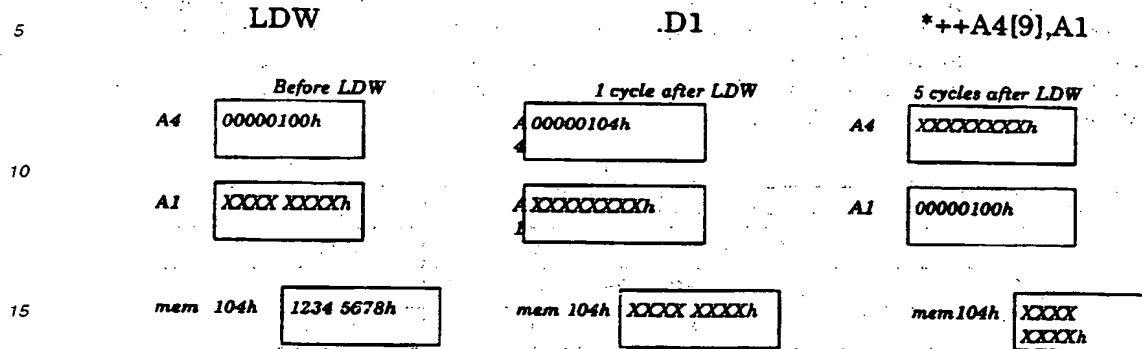 5 LDW .D1 *++A4[9],A1
Before LDW 1 cycle after LDW 5 cycles after LDW
A4 00000100h A4 00000104h A4 XXXXXXXXh
10
A1 XXXX XXXXh A1 XXXXXXXXh A1 00000100h
15 mem 104h 1234 5678h mem 104h XXXX XXXXh mem104h XXXX
XXXXh